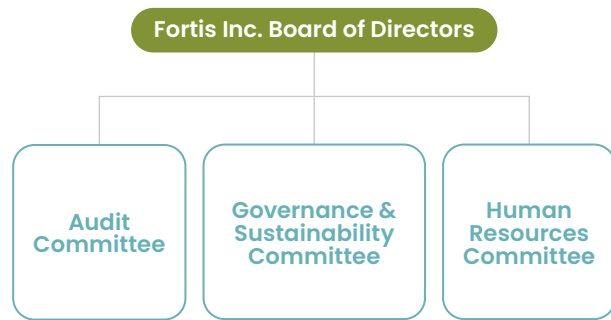 Fortis Inc. Board of Directors
Audit
Committee
Governance &
Sustainability
Committee
Human
Resources
Committee